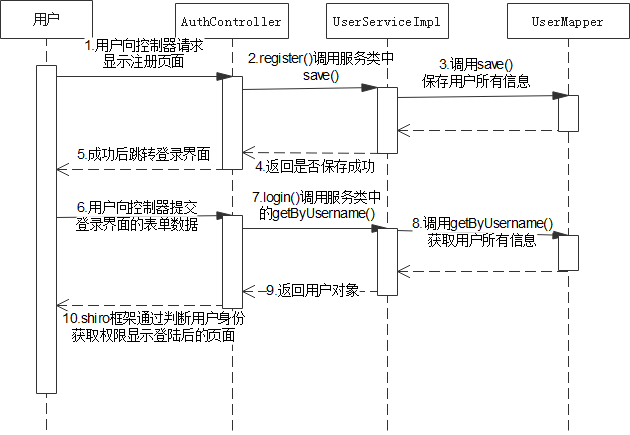 用户
AuthController
UserServiceImpl
UserMapper
1.用户向控制器请求
显示注册页面
2.register()调用服务类中
save()
3.调用save()
保存用户所有信息
4.返回是否保存成功
5.成功后跳转登录界面
6.用户向控制器提交
登录界面的表单数据
7.login()调用服务类中
的getByUsername()
8.调用getByUsername()
获取用户所有信息
9.返回用户对象
10.shiro框架通过判断用户身份
获取权限显示登陆后的页面